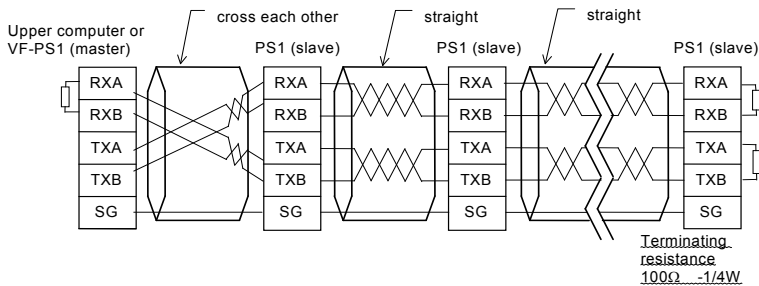 cross each other
straight
straight
Upper computer or
VF-PS1 (master)
PS1 (slave)
PS1 (slave)
PS1 (slave)
RXA
RXB
TXA
TXB
SG
RXA
RXB
TXA
TXB
SG
RXA
RXB
TXA
TXB
SG
RXA
RXB
TXA
TXB
SG
Terminating
resistance
100Ω -1/4W